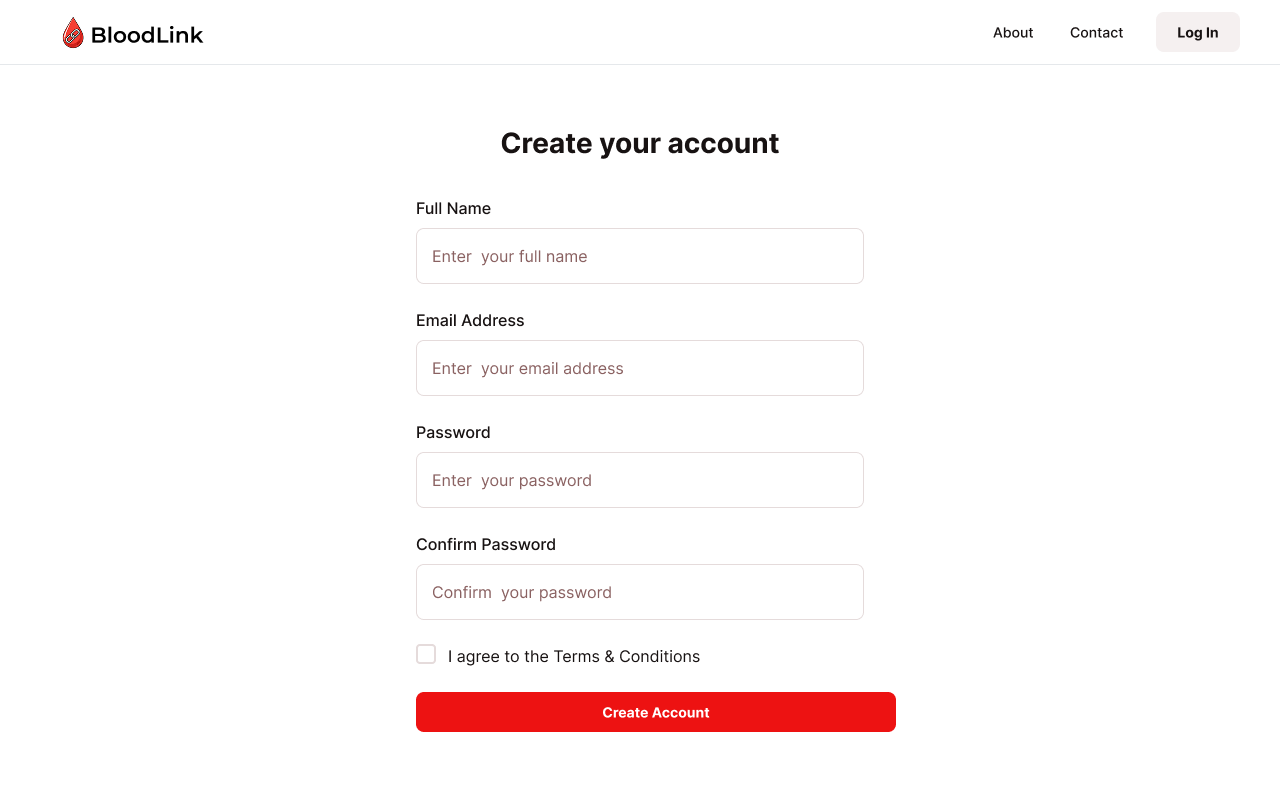 BloodLink
About
Contact
Log In
Create your account
Full Name
Enter  your full name
Email Address
Enter  your email address
Password
Enter  your password
Confirm Password
Confirm  your password
I agree to the Terms & Conditions
Create Account